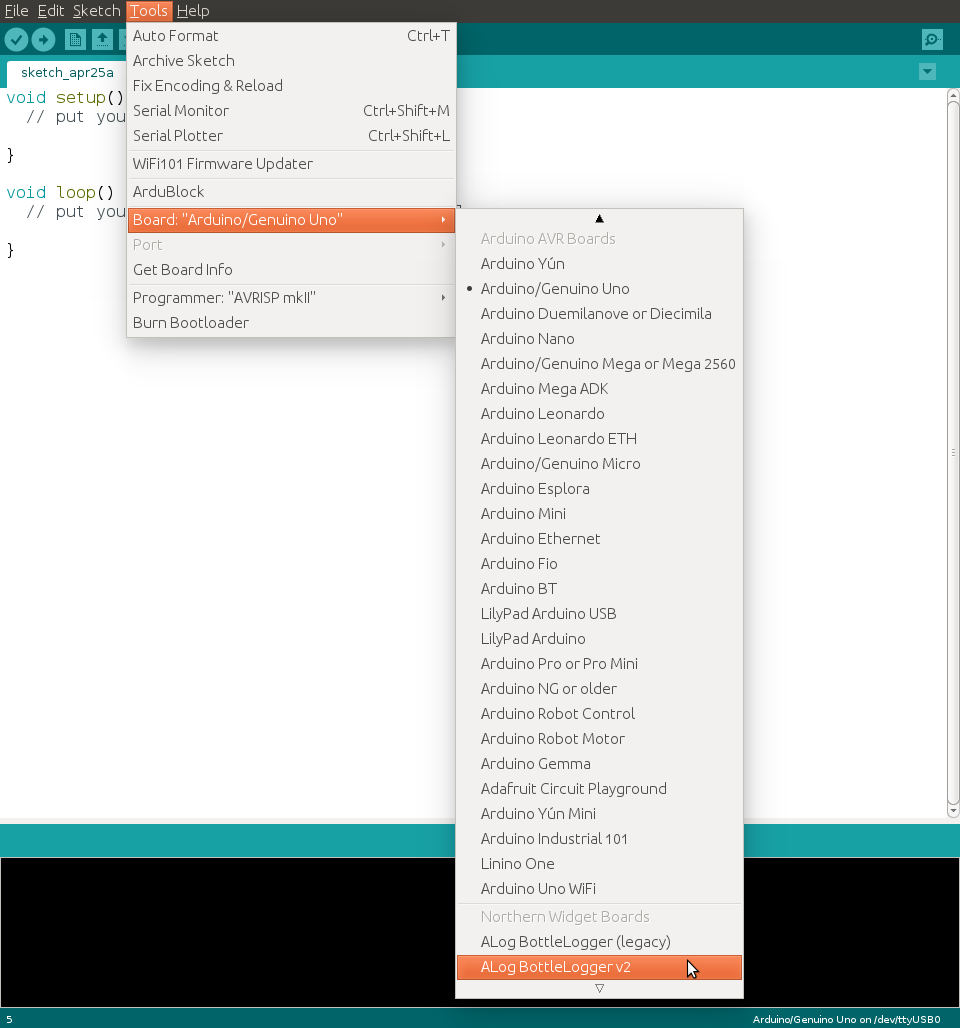 File Edit Sketch Tools Help
sketch_apr25a
void setup()
// put you
}
void loop()
// put you
}
Auto Format Ctrl+T
Archive Sketch
Fix Encoding & Reload
Serial Monitor Ctrl+Shift+M
Serial Plotter Ctrl+Shift+L
WiFi101 Firmware Updater
ArduBlock
Board: "Arduino/Genuino Uno"
Port
Get Board Info
Programmer: "AVRISP mkII"
Burn Bootloader
Arduino AVR Boards
Arduino Yún
Arduino/Genuino Uno
Arduino Duemilanove or Diecimila
Arduino Nano
Arduino/Genuino Mega or Mega 2560
Arduino Mega ADK
Arduino Leonardo
Arduino Leonardo ETH
Arduino/Genuino Micro
Arduino Esplora
Arduino Mini
Arduino Ethernet
Arduino Fio
Arduino BT
LilyPad Arduino USB
LilyPad Arduino
Arduino Pro or Pro Mini
Arduino NG or older
Arduino Robot Control
Arduino Robot Motor
Arduino Gemma
Adafruit Circuit Playground
Arduino Yún Mini
Arduino Industrial 101
Linino One
Arduino Uno WiFi
Northern Widget Boards
ALog BottleLogger (legacy)
ALog BottleLogger v2
5 Arduino/Genuino Uno on /dev/ttyUSB0